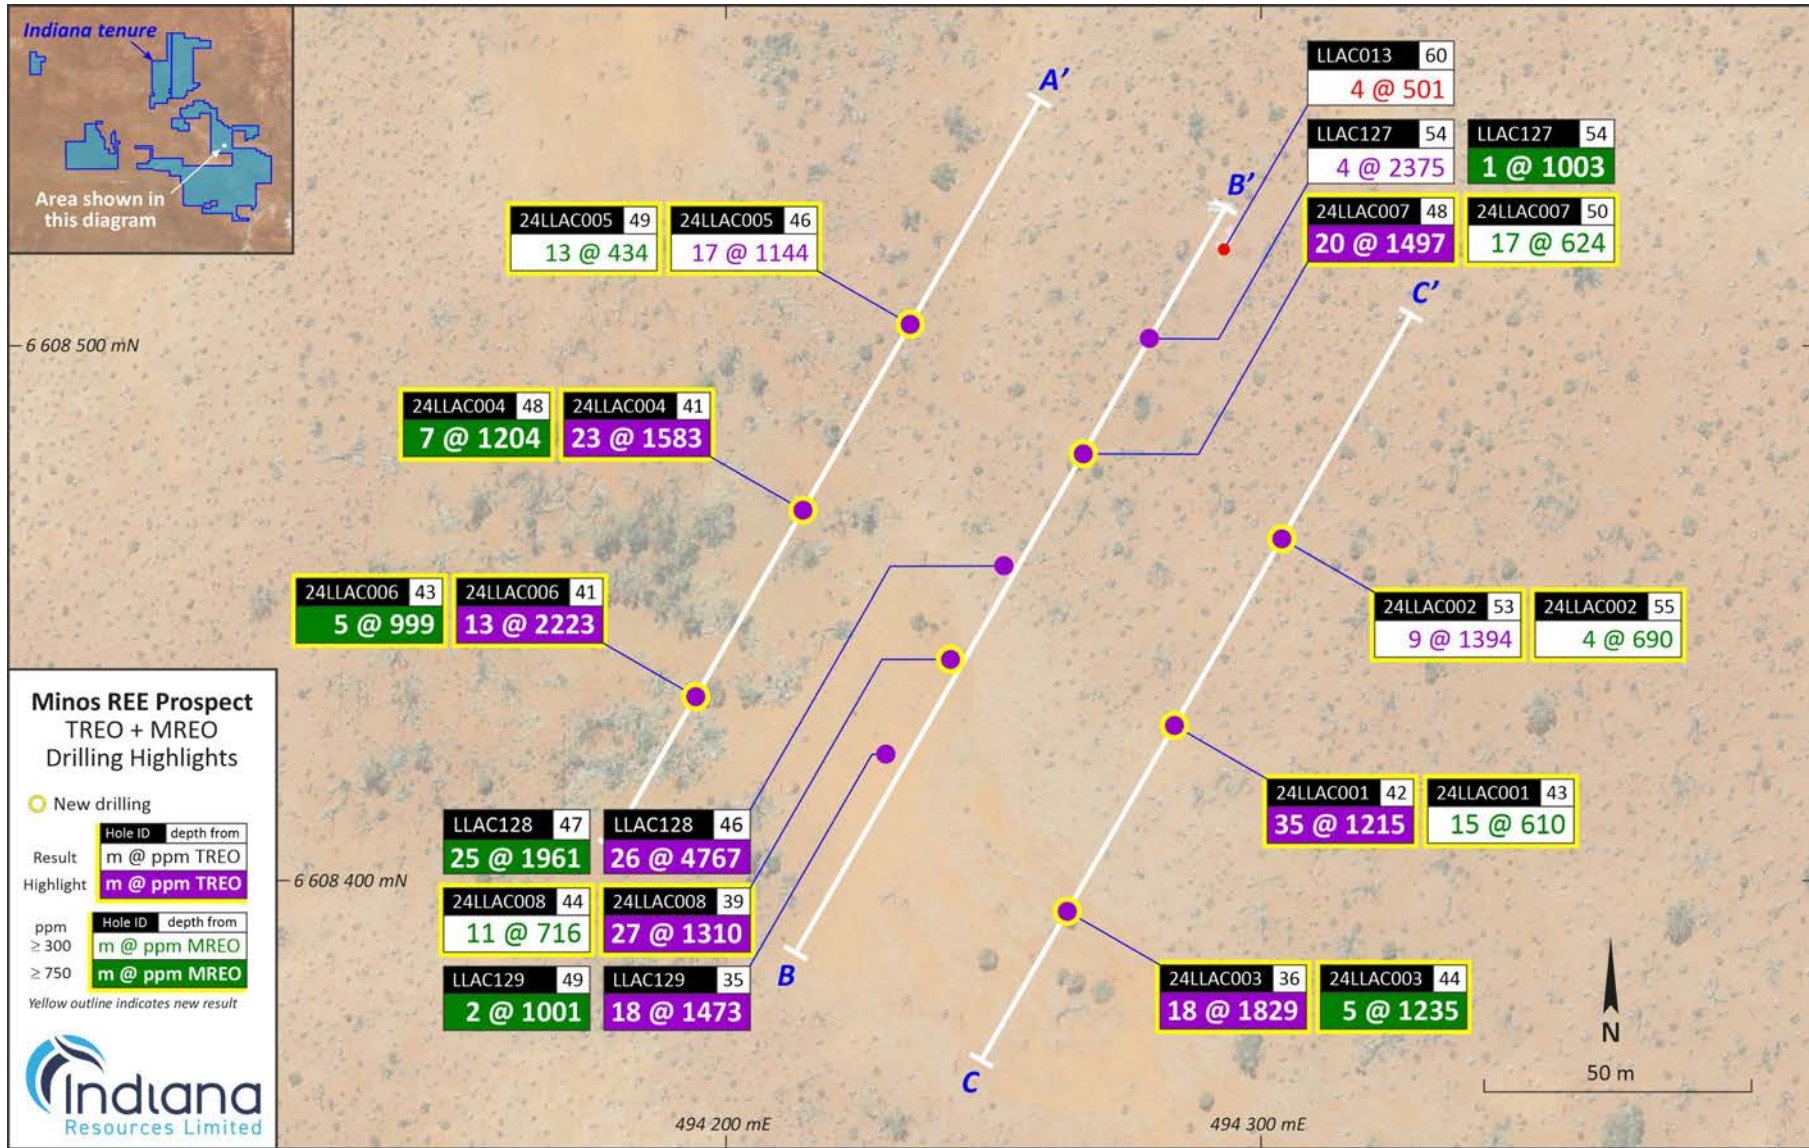 Indiana tenure
Area shown in
this diagram
A’
B’
C’
LLAC013 60
4 @ 501
LLAC127 54
4 @ 2375
LLAC127 54
1 @ 1003
24LLAC007 48
20 @ 1497
24LLAC007 50
17 @ 624
24LLAC005 49
13 @ 434
24LLAC005 46
17 @ 1144
6 608 500 mN
24LLAC004 48
7 @ 1204
24LLAC004 41
23 @ 1583
24LLAC006 43
5 @ 999
24LLAC006 41
13 @ 2223
24LLAC002 53
9 @ 1394
24LLAC002 55
4 @ 690
24LLAC001 42
35 @ 1215
24LLAC001 43
15 @ 610
LLAC128 47
25 @ 1961
LLAC128 46
26 @ 4767
24LLAC008 44
11 @ 716
24LLAC008 39
27 @ 1310
LLAC129 49
2 @ 1001
LLAC129 35
18 @ 1473
B
C
24LLAC003 36
18 @ 1829
24LLAC003 44
5 @ 1235
6 608 400 mN
494 200 mE
494 300 mE
N
50 m
Minos REE Prospect
TREO + MREO
Drilling Highlights
New drilling
Hole ID depth from
Result m @ ppm TREO
Highlight m @ ppm TREO
ppm
Hole ID depth from
≥ 300 m @ ppm MREO
≥ 750 m @ ppm MREO
Yellow outline indicates new result
Indiana
Resources Limited